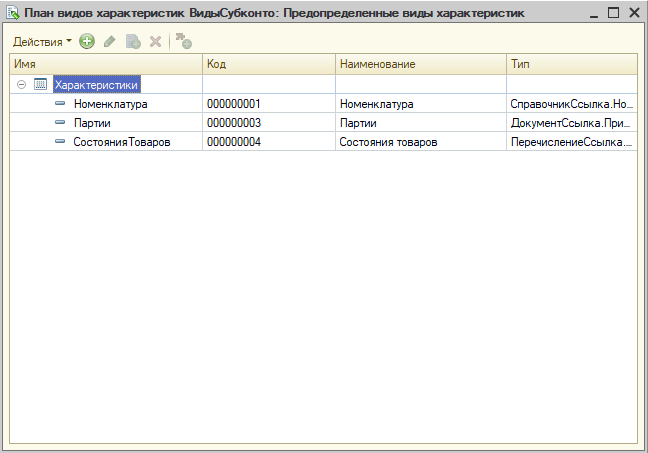 План видов характеристик ВидыСубконто: Предопределенные виды характеристик
Действия
Имя Код Наименование Тип
Характеристики
Номенклатура 000000001 Номенклатура СправочникСсылка.Но...
Партии 000000003 Партии ДокументСсылка.При...
СостоянияТоваров 000000004 Состояния товаров ПеречислениеСсылка....